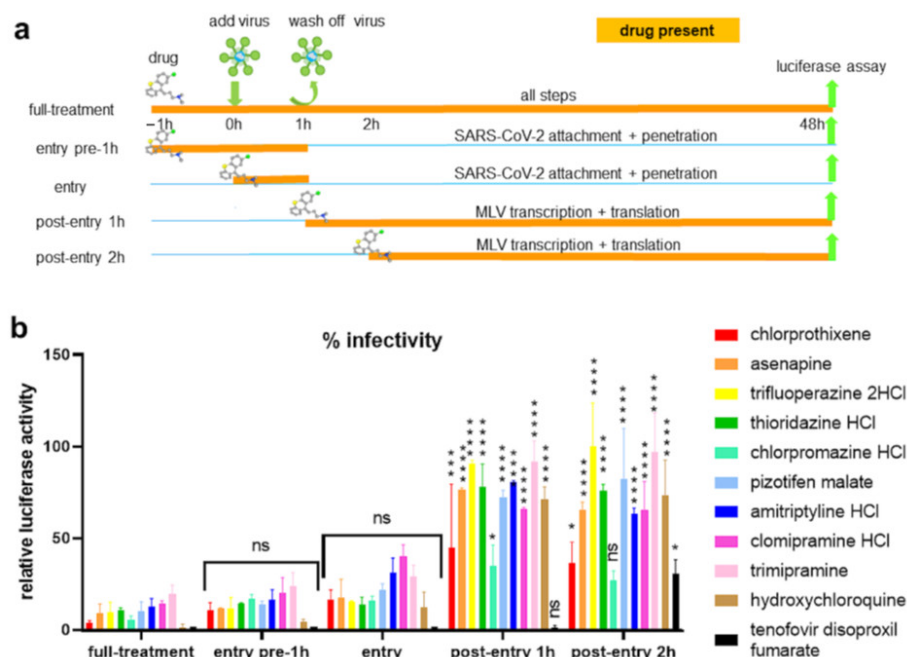 a
add virus
wash off virus
drug present
drug
luciferase assay
full-treatment
all steps
−1h
0h
1h
2h
48h
entry pre-1h
SARS-CoV-2 attachment + penetration
entry
SARS-CoV-2 attachment + penetration
post-entry 1h
MLV transcription + translation
post-entry 2h
MLV transcription + translation
b
% infectivity
relative luciferase activity
150
100
50
0
ns
ns
***
****
****
****
*
****
****
****
****
****
ns
*
****
****
****
ns
****
****
****
****
****
*
full-treatment
entry pre-1h
entry
post-entry 1h
post-entry 2h
chlorprothixene
asenapine
trifluoperazine 2HCl
thioridazine HCl
chlorpromazine HCl
pizotifen malate
amitriptyline HCl
clomipramine HCl
trimipramine
hydroxychloroquine
tenofovir disoproxil
fumarate